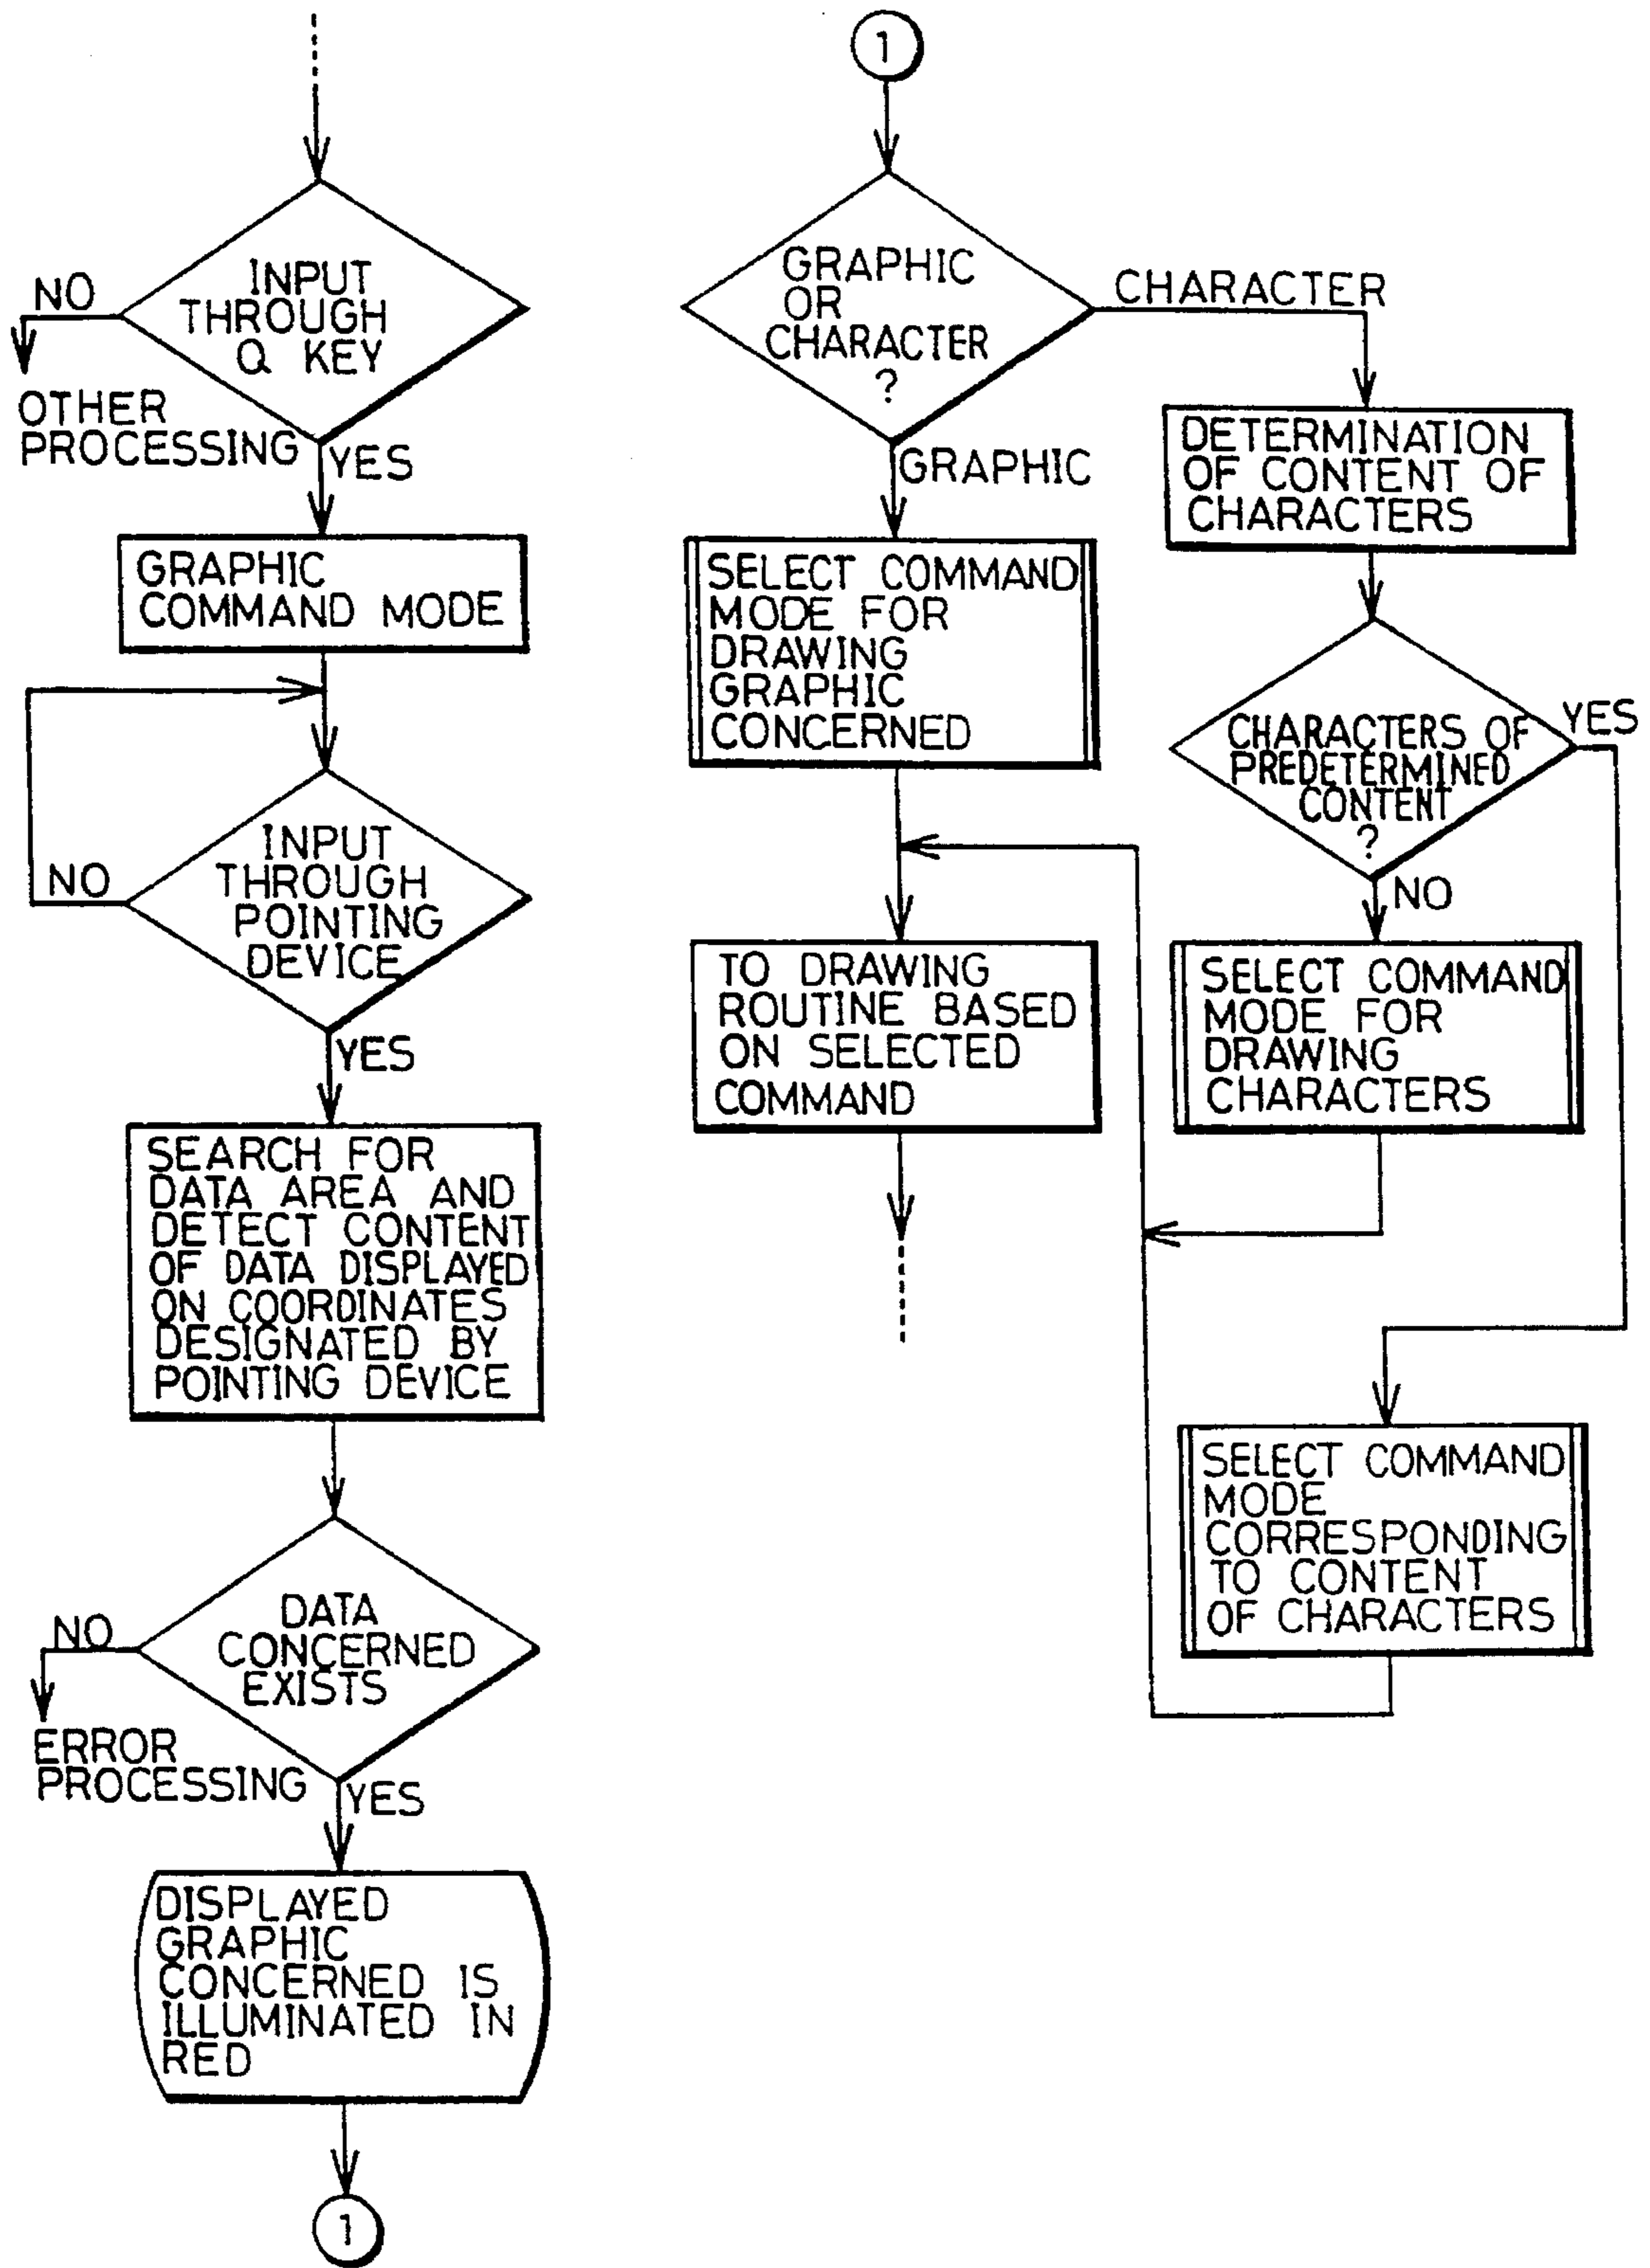 NO
INPUT
THROUGH
Q KEY
OTHER
PROCESSING
YES
GRAPHIC
COMMAND MODE
NO
INPUT
THROUGH
POINTING
DEVICE
YES
SEARCH FOR
DATA AREA AND
DETECT CONTENT
OF DATA DISPLAYED
ON COORDINATES
DESIGNATED BY
POINTING DEVICE
NO
DATA
CONCERNED
EXISTS
ERROR
PROCESSING
YES
DISPLAYED
GRAPHIC
CONCERNED IS
ILLUMINATED IN
RED
1
1
GRAPHIC
OR
CHARACTER
?
CHARACTER
GRAPHIC
SELECT COMMAND
MODE FOR
DRAWING
GRAPHIC
CONCERNED
TO DRAWING
ROUTINE BASED
ON SELECTED
COMMAND
DETERMINATION
OF CONTENT OF
CHARACTERS
CHARACTERS OF
PREDETERMINED
CONTENT
?
YES
NO
SELECT COMMAND
MODE FOR
DRAWING
CHARACTERS
SELECT COMMAND
MODE
CORRESPONDING
TO CONTENT
OF CHARACTERS